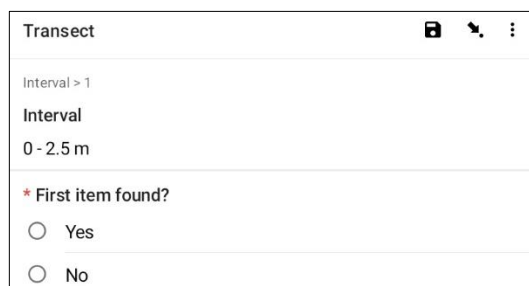 Transect
Interval > 1
Interval
0 - 2.5 m
* First item found?
Yes
No